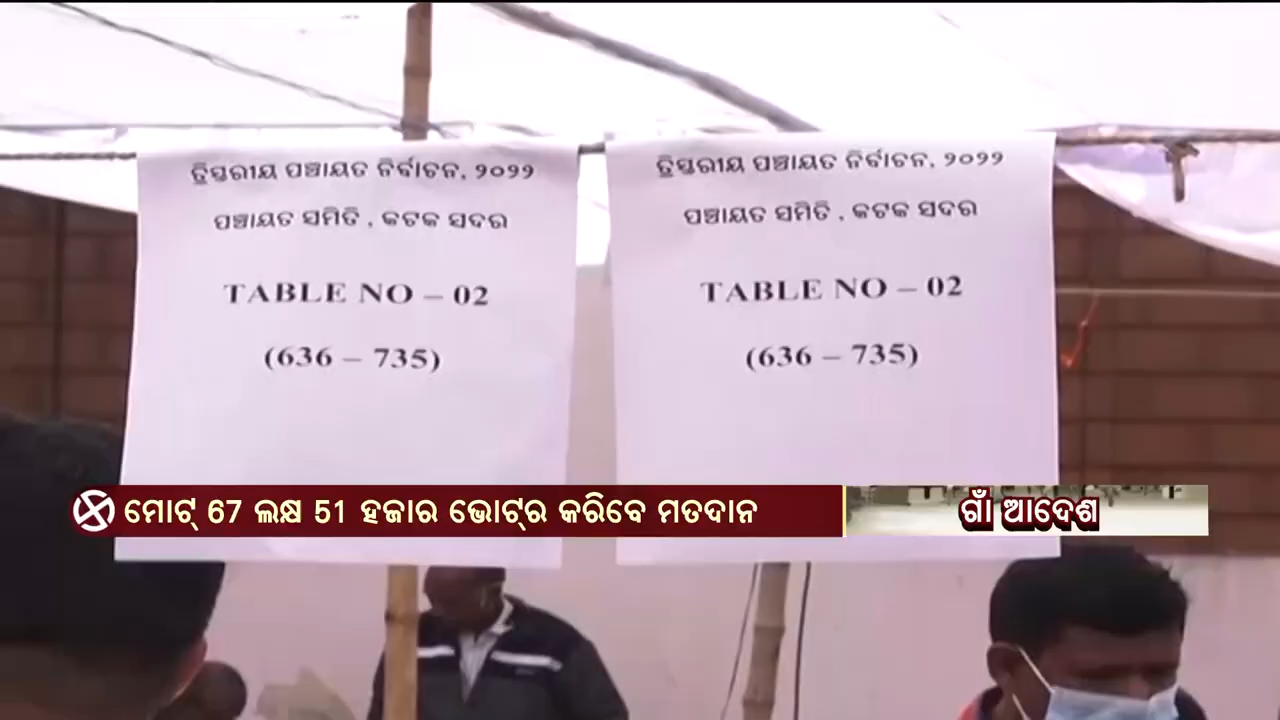 ତ୍ରିସ୍ତରୀୟ ପଞ୍ଚାୟତ ନିର୍ବାଚନ, ୨୦୨୨
ପଞ୍ଚାୟତ ସମିତି , କଟକ ସଦର
TABLE NO – 02
(636 – 735)
ତ୍ରିସ୍ତରୀୟ ପଞ୍ଚାୟତ ନିର୍ବାଚନ, ୨୦୨୨
ପଞ୍ଚାୟତ ସମିତି , କଟକ ସଦର
TABLE NO – 02
(636 – 735)
ମୋଟ୍ 67 ଲକ୍ଷ 51 ହଜାର ଭୋଟ୍‌ର କରିବେ ମତଦାନ
ଗାଁ ଆଦେଶ